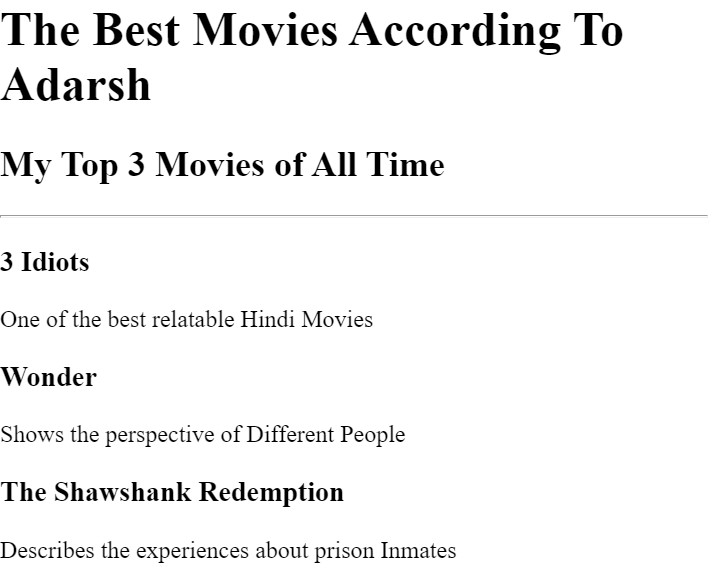 The Best Movies According To
Adarsh
My Top 3 Movies of All Time
3 Idiots
One of the best relatable Hindi Movies
Wonder
Shows the perspective of Different People
The Shawshank Redemption
Describes the experiences about prison Inmates